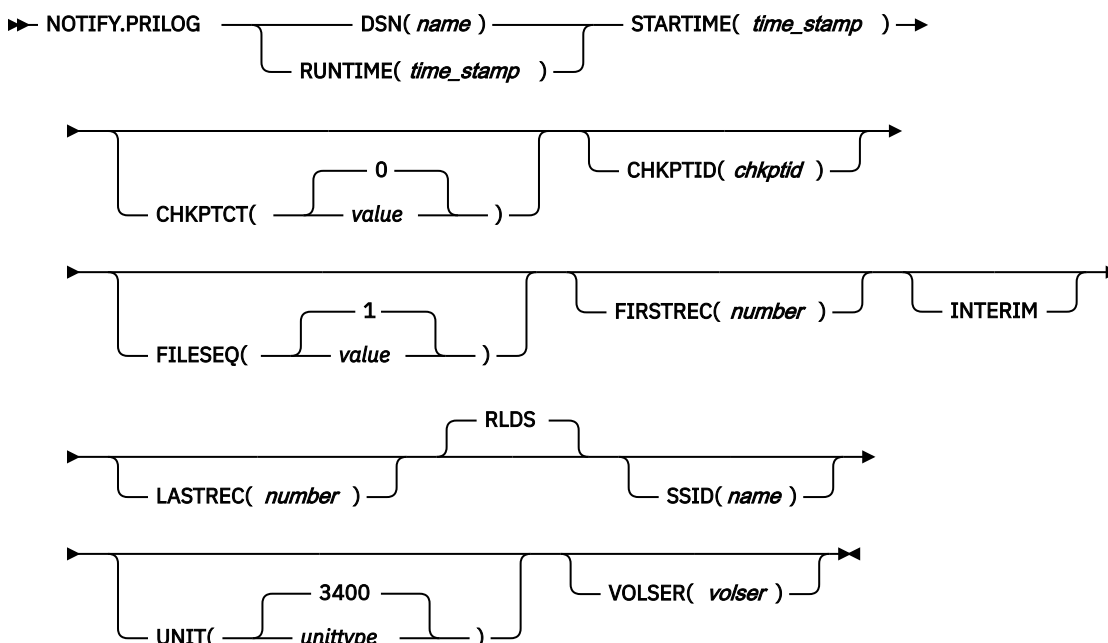 NOTIFY.PRILOG DSN( name ) STARTIME( time_stamp )
RUNTIME( time_stamp )
CHKPTID( chkptid )
0
CHKPTCT( value )
FIRSTREC( number ) INTERIM
1
FILESEQ( value )
RLDS
LASTREC( number ) SSID( name )
3400 VOLSER( volser )
UNIT( unittype )